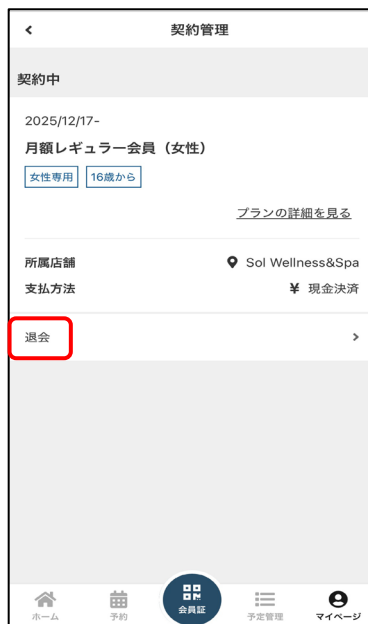 契約管理
契約中
2025/12/17-
月額レギュラー会員（女性）
女性専用 16歳から
プランの詳細を見る
所属店舗 Sol Wellness&Spa
支払方法 ¥ 現金決済
退会
ホーム 予約 会員証 予定管理 マイページ